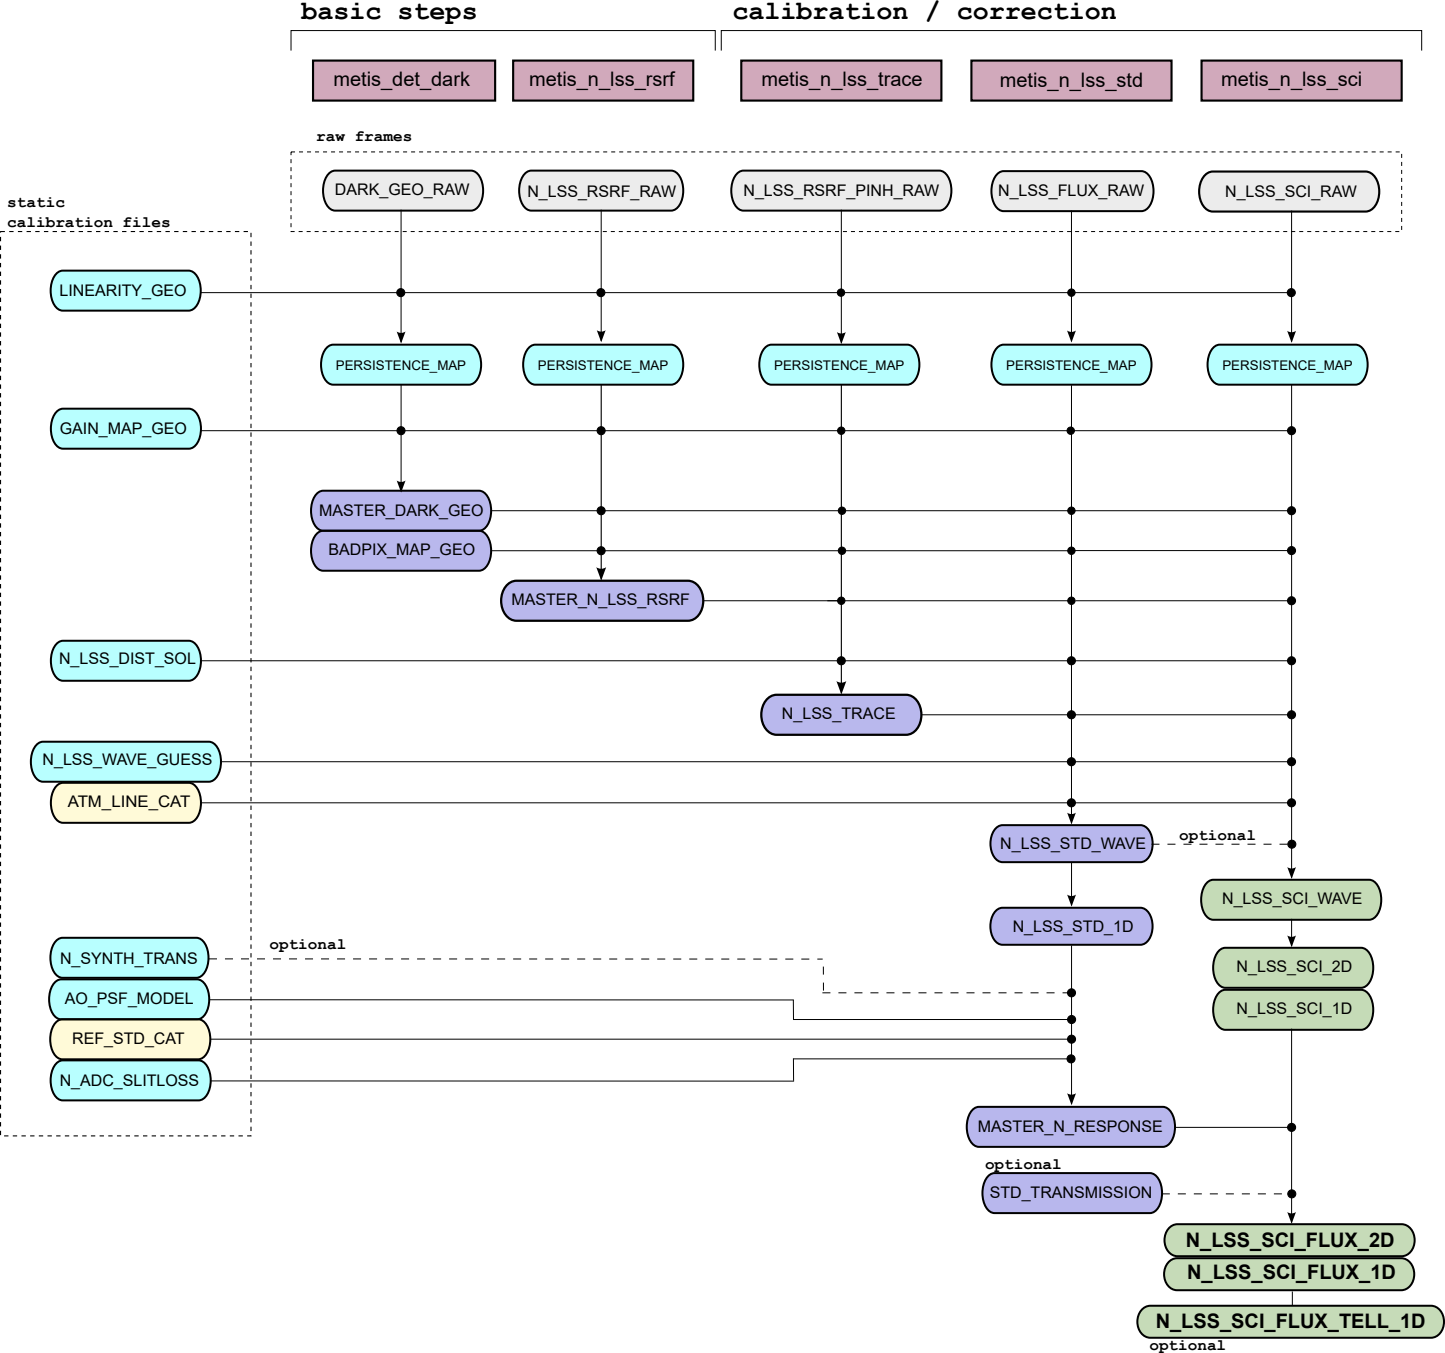 basic steps
calibration / correction
metis_det_dark
metis_n_lss_rsrf
metis_n_lss_trace
metis_n_lss_std
metis_n_lss_sci
raw frames
DARK_GEO_RAW
N_LSS_RSRF_RAW
N_LSS_RSRF_PINH_RAW
N_LSS_FLUX_RAW
N_LSS_SCI_RAW
static
calibration files
LINEARITY_GEO
PERSISTENCE_MAP
PERSISTENCE_MAP
PERSISTENCE_MAP
PERSISTENCE_MAP
PERSISTENCE_MAP
GAIN_MAP_GEO
MASTER_DARK_GEO
BADPIX_MAP_GEO
MASTER_N_LSS_RSRF
N_LSS_DIST_SOL
N_LSS_TRACE
N_LSS_WAVE_GUESS
ATM_LINE_CAT
N_LSS_STD_WAVE
optional
N_LSS_SCI_WAVE
N_LSS_STD_1D
optional
N_SYNTH_TRANS
N_LSS_SCI_2D
AO_PSF_MODEL
N_LSS_SCI_1D
REF_STD_CAT
N_ADC_SLITLOSS
MASTER_N_RESPONSE
optional
STD_TRANSMISSION
N_LSS_SCI_FLUX_2D
N_LSS_SCI_FLUX_1D
N_LSS_SCI_FLUX_TELL_1D
optional